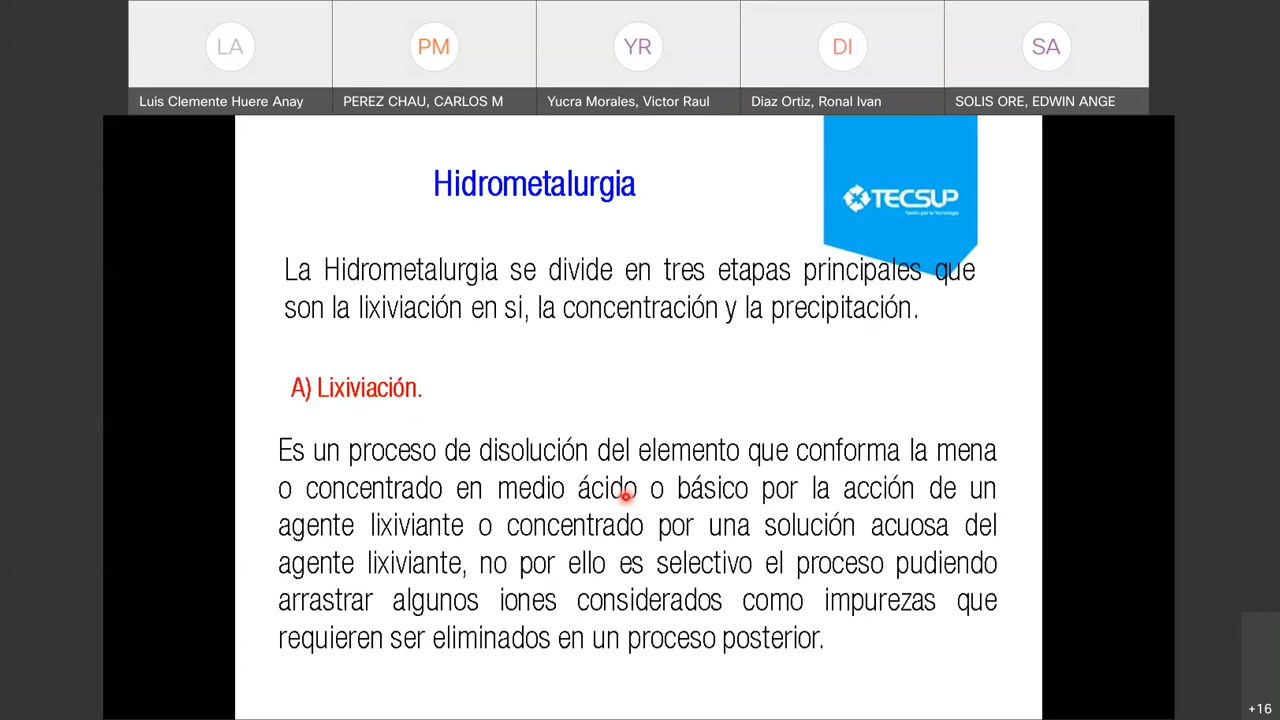 LA
PM
YR
DI
SA
Luis Clemente Huere Anay
PEREZ CHAU, CARLOS M
Yucra Morales, Victor Raul
Diaz Ortiz, Ronal Ivan
SOLIS ORE, EDWIN ANGE
Hidrometalurgia
TECSUP
Pasión por la Tecnología
La Hidrometalurgia se divide en tres etapas principales que
son la lixiviación en si, la concentración y la precipitación.
A) Lixiviación.
Es un proceso de disolución del elemento que conforma la mena
o concentrado en medio ácido o básico por la acción de un
agente lixiviante o concentrado por una solución acuosa del
agente lixiviante, no por ello es selectivo el proceso pudiendo
arrastrar algunos iones considerados como impurezas que
requieren ser eliminados en un proceso posterior.
+16